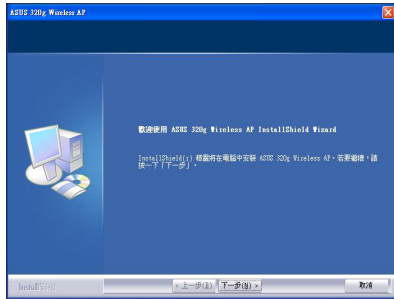 ASUS 320g Wireless AP
歡迎使用 ASUS 320g Wireless AP InstallShield Wizard
InstallShield(r) 精靈將在電腦中安裝 ASUS 320g Wireless AP。若要繼續，請
按一下「下一步」。
InstallShield
< 上一步(B) 下一步(N) > 取消